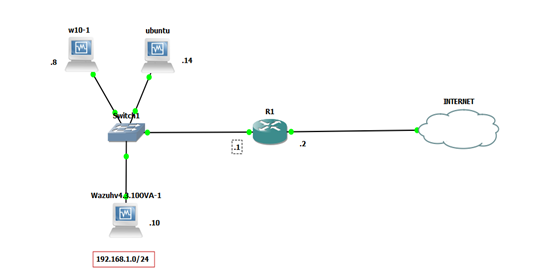 w10-1
ubuntu
.8
.14
Switch1
R1
INTERNET
.1
.2
Wazuhv4.3.100VA-1
.10
192.168.1.0/24